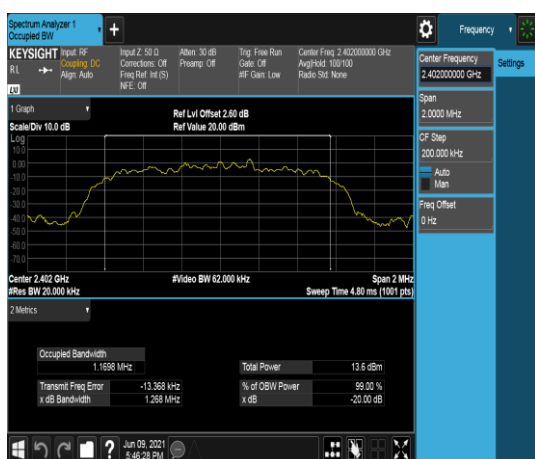 Spectrum Analyzer 1
Occupied BW
Frequency
KEYSIGHT
Input: RF
Coupling: DC
Align: Auto
Input Z: 50 Ω
Corrections: Off
Freq Ref: Int (S)
NFE: Off
Atten: 30 dB
Preamp: Off
Trig: Free Run
Gate: Off
#IF Gain: Low
Center Freq: 2.402000000 GHz
Avg|Hold: 100/100
Radio Std: None
RL
Center Frequency
2.402000000 GHz
Settings
Span
2.0000 MHz
CF Step
200.000 kHz
Auto
Man
Freq Offset
0 Hz
1 Graph
Scale/Div 10.0 dB
Ref Lvl Offset 2.60 dB
Ref Value 20.00 dBm
Log
10.0
0.00
-10.0
-20.0
-30.0
-40.0
-50.0
-60.0
-70.0
Center 2.402 GHz
#Res BW 20.000 kHz
#Video BW 62.000 kHz
Span 2 MHz
Sweep Time 4.80 ms (1001 pts)
2 Metrics
Occupied Bandwidth
1.1698 MHz
Total Power 13.6 dBm
Transmit Freq Error -13.368 kHz
% of OBW Power 99.00 %
x dB Bandwidth 1.268 MHz
x dB -20.00 dB
?
Jun 09, 2021
5:46:28 PM